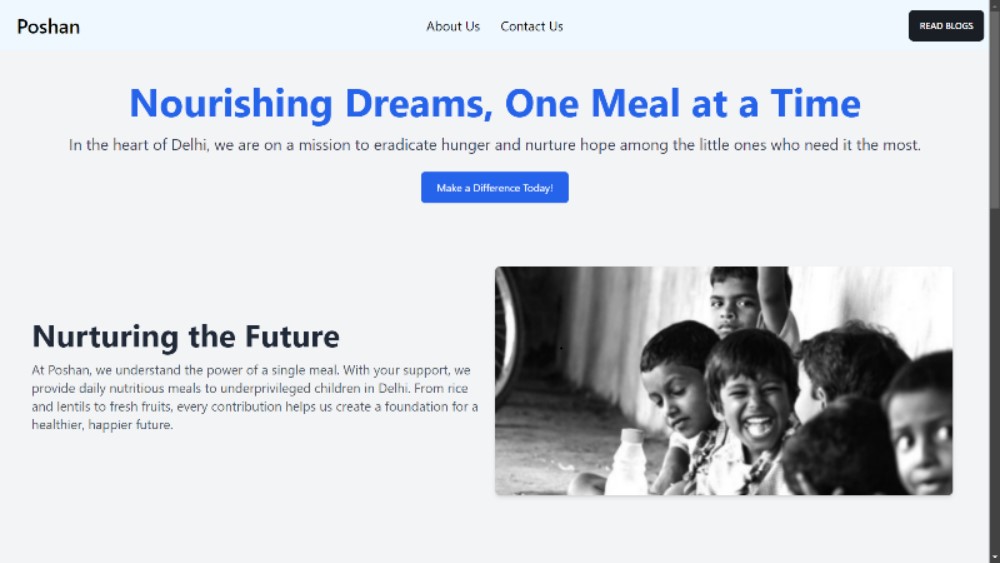 Poshan
About Us
Contact Us
READ BLOGS
Nourishing Dreams, One Meal at a Time
In the heart of Delhi, we are on a mission to eradicate hunger and nurture hope among the little ones who need it the most.
Make a Difference Today!
Nurturing the Future
At Poshan, we understand the power of a single meal. With your support, we
provide daily nutritious meals to underprivileged children in Delhi. From rice
and lentils to fresh fruits, every contribution helps us create a foundation for a
healthier, happier future.